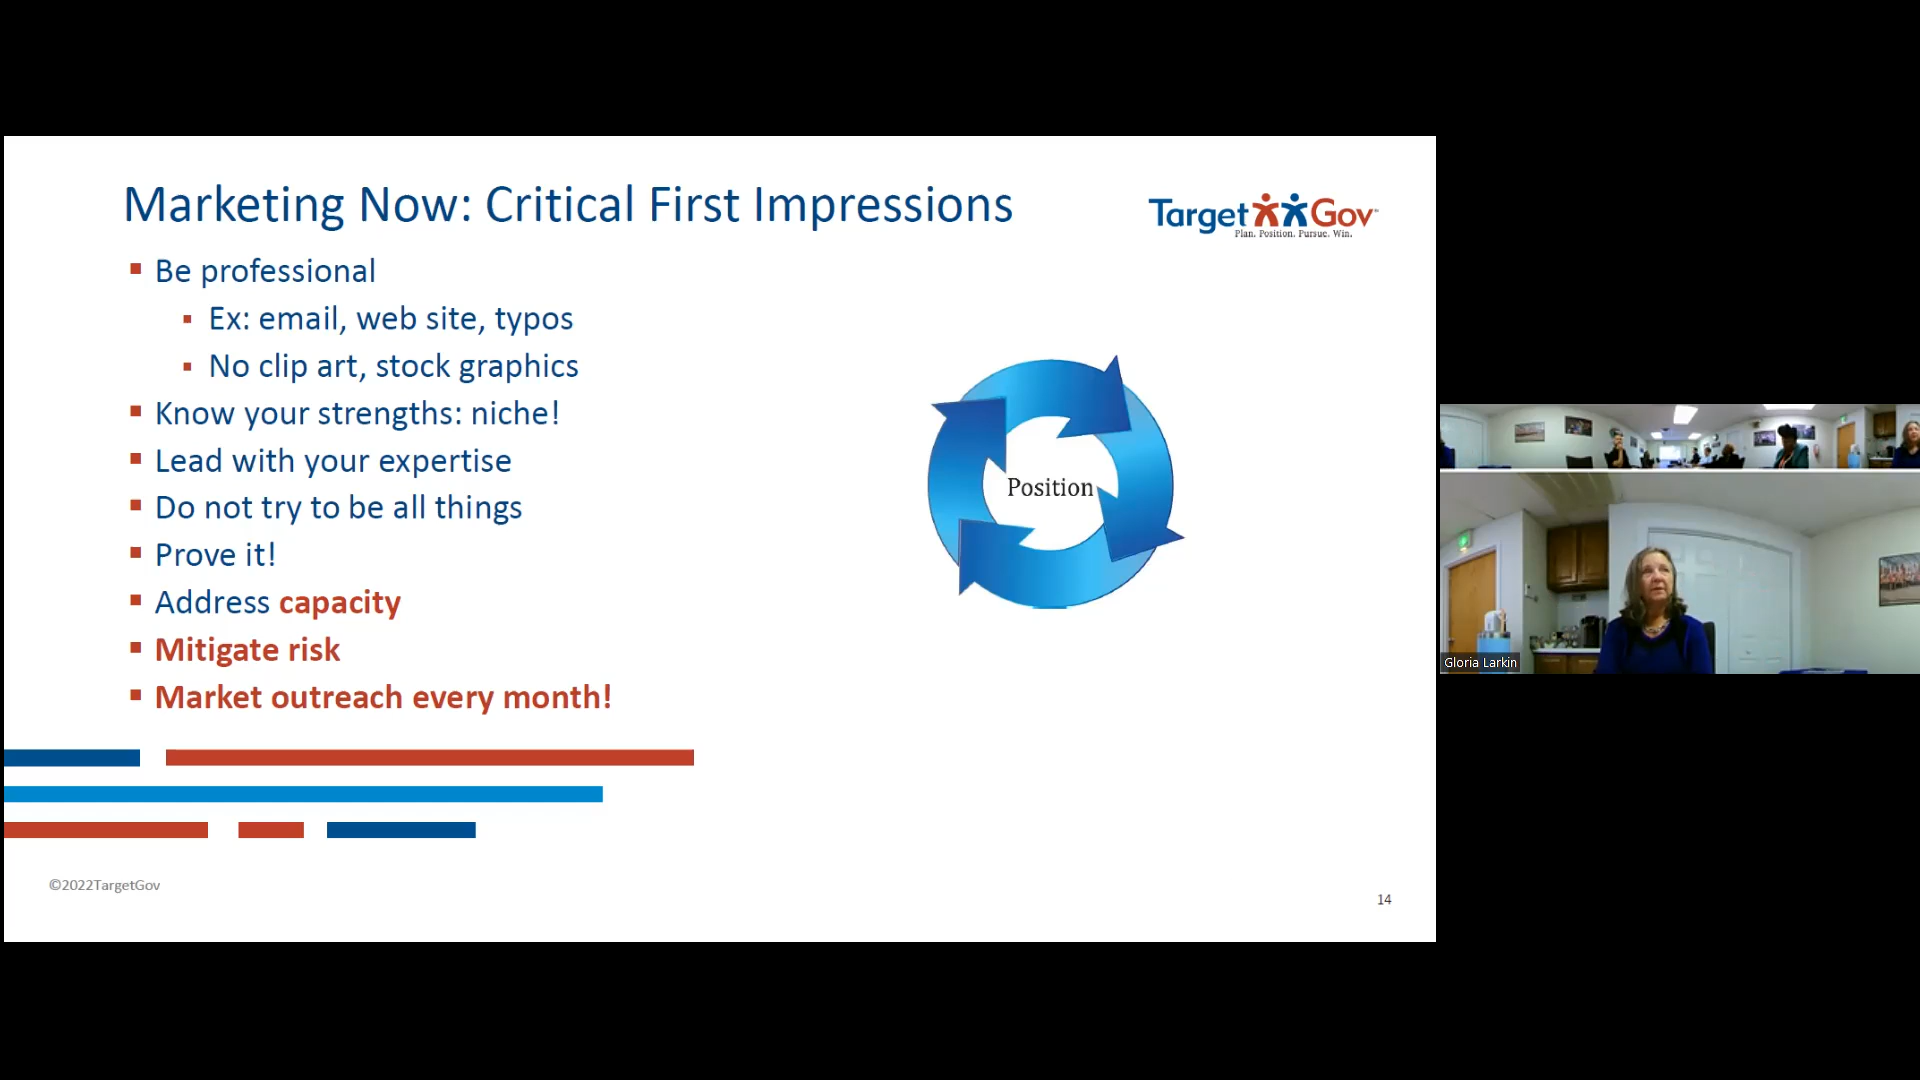 Marketing Now: Critical First Impressions
TargetGov™
Plan. Position. Pursue. Win.
Be professional
Ex: email, web site, typos
No clip art, stock graphics
Know your strengths: niche!
Lead with your expertise
Do not try to be all things
Prove it!
Address capacity
Mitigate risk
Market outreach every month!
Position
©2022TargetGov
14
Gloria Larkin